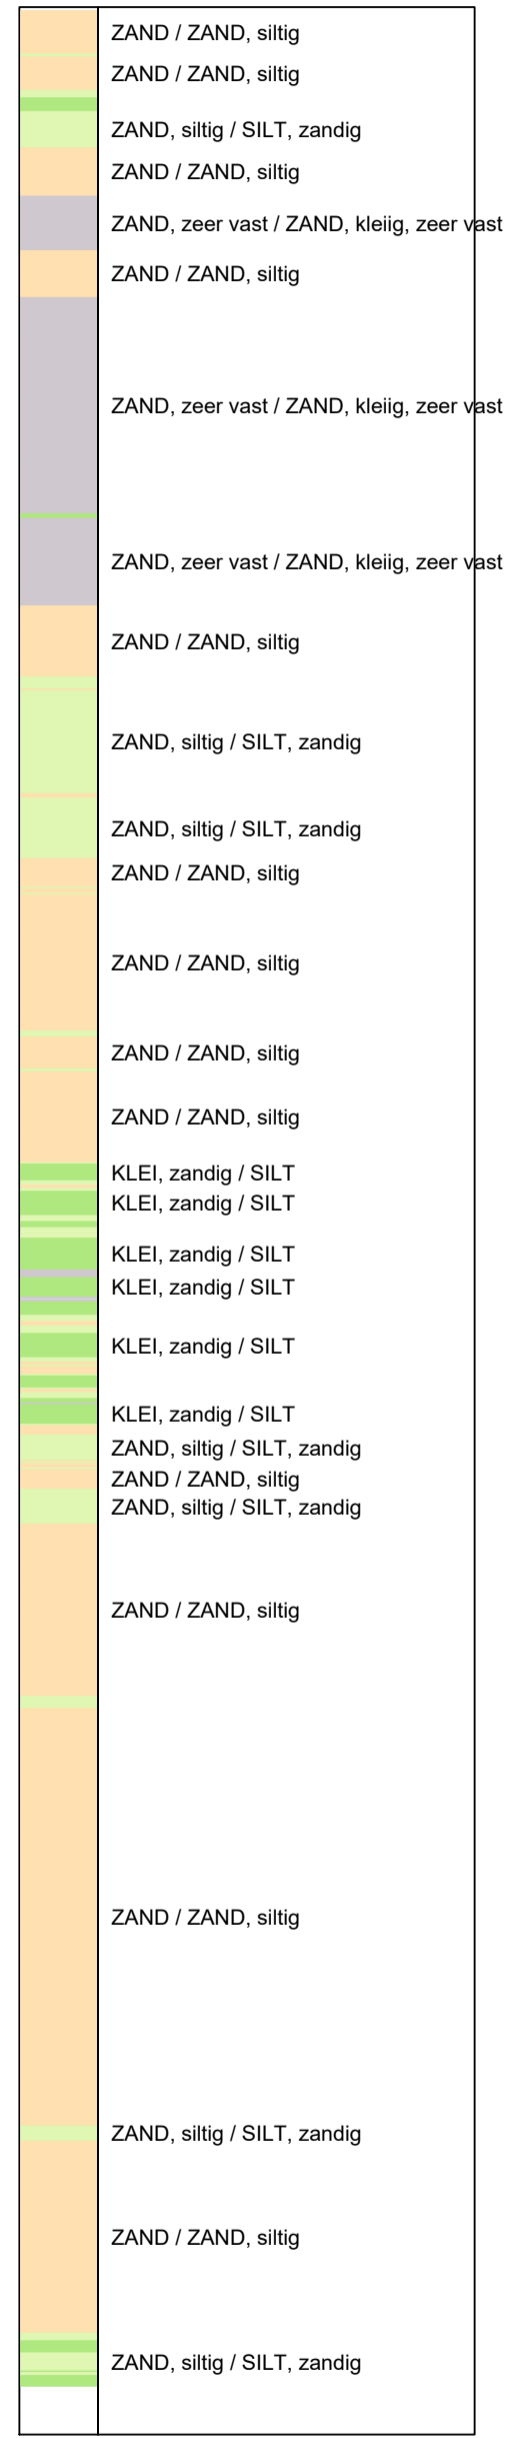 ZAND / ZAND, siltig
ZAND / ZAND, siltig
ZAND, siltig / SILT, zandig
ZAND / ZAND, siltig
ZAND, zeer vast / ZAND, kleiig, zeer vast
ZAND / ZAND, siltig
ZAND, zeer vast / ZAND, kleiig, zeer vast
ZAND, zeer vast / ZAND, kleiig, zeer vast
ZAND / ZAND, siltig
ZAND, siltig / SILT, zandig
ZAND, siltig / SILT, zandig
ZAND / ZAND, siltig
ZAND / ZAND, siltig
ZAND / ZAND, siltig
ZAND / ZAND, siltig
KLEI, zandig / SILT
KLEI, zandig / SILT
KLEI, zandig / SILT
KLEI, zandig / SILT
KLEI, zandig / SILT
KLEI, zandig / SILT
ZAND, siltig / SILT, zandig
ZAND / ZAND, siltig
ZAND, siltig / SILT, zandig
ZAND / ZAND, siltig
ZAND / ZAND, siltig
ZAND, siltig / SILT, zandig
ZAND / ZAND, siltig
ZAND, siltig / SILT, zandig